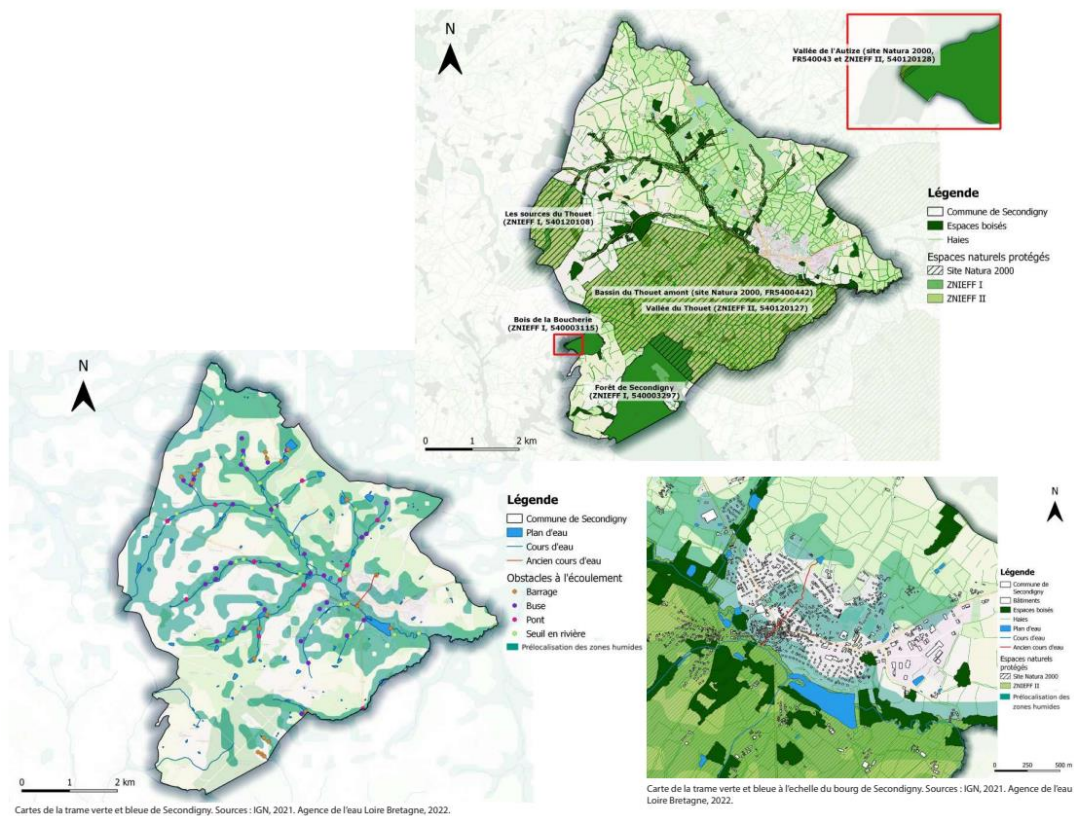 N
Vallée de l'Autize (site Natura 2000,
FR540043 et ZNIEFF II, 540120128)
Les sources du Thouet
(ZNIEFF I, 540120108)
Bassin du Thouet amont (site Natura 2000, FR5400442)
Vallée du Thouet (ZNIEFF II, 540120127)
Bois de la Boucherie
(ZNIEFF I, 540003115)
Forêt de Secondigny
(ZNIEFF I, 540003297)
0 1 2 km
Légende
Commune de Secondigny
Espaces boisés
Haies
Espaces naturels protégés
Site Natura 2000
ZNIEFF I
ZNIEFF II
N
0 1 2 km
Légende
Commune de Secondigny
Plan d'eau
Cours d'eau
Ancien cours d'eau
Obstacles à l'écoulement
Barrage
Buse
Pont
Seuil en rivière
Prélocalisation des zones humides
Cartes de la trame verte et bleue de Secondigny. Sources : IGN, 2021. Agence de l'eau Loire Bretagne, 2022.
N
Légende
Commune de
Secondigny
Bâtiments
Espaces boisés
Haies
Plan d'eau
Cours d'eau
Ancien cours d'eau
Espaces naturels
protégés
Site Natura 2000
ZNIEFF II
Prélocalisation des
zones humides
0 250 500 m
Carte de la trame verte et bleue à l'echelle du bourg de Secondigny. Sources : IGN, 2021. Agence de l'eau
Loire Bretagne, 2022.